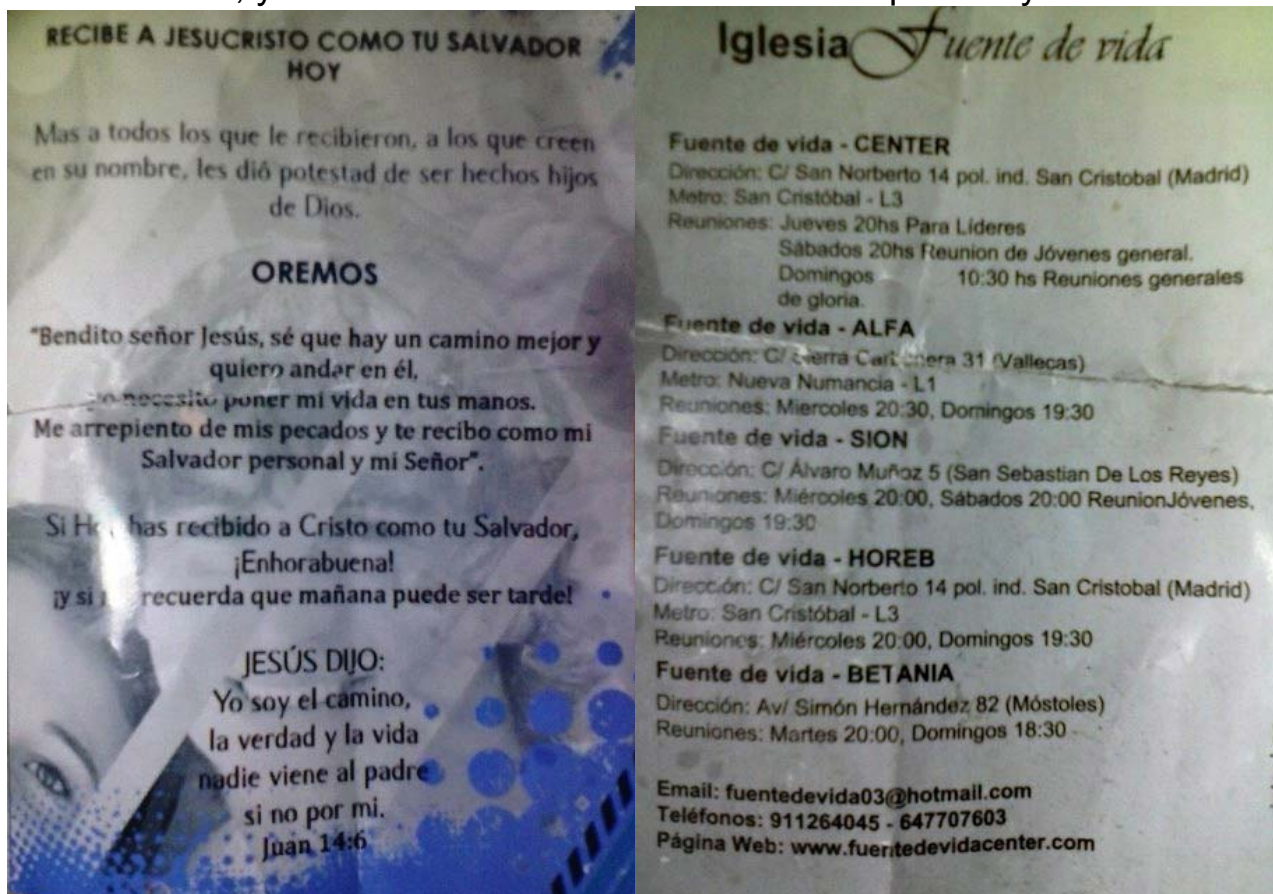 RECIBE A JESUCRISTO COMO TU SALVADOR
HOY
Mas a todos los que le recibieron, a los que creen
en su nombre, les dió potestad de ser hechos hijos
de Dios.
OREMOS
"Bendito señor Jesús, sé que hay un camino mejor y
quiero andar en él,
yo necesito poner mi vida en tus manos.
Me arrepiento de mis pecados y te recibo como mi
Salvador personal y mi Señor".
Si has recibido a Cristo como tu Salvador,
¡Enhorabuena!
¡y si recuerda que mañana puede ser tarde!
JESÚS DIJO:
Yo soy el camino,
la verdad y la vida
nadie viene al padre
si no por mi.
Juan 14:6
Iglesia Fuente de vida
Fuente de vida - CENTER
Dirección: C/ San Norberto 14 pol. ind. San Cristobal (Madrid)
Metro: San Cristóbal - L3
Reuniones: Jueves 20hs Para Líderes
Sábados 20hs Reunion de Jóvenes general.
Domingos 10:30 hs Reuniones generales
de gloria.
Fuente de vida - ALFA
Dirección: C/ 31 (Vallecas)
Metro: Nueva Numancia - L1
Reuniones: Miercoles 20:30, Domingos 19:30
Fuente de vida - SION
Dirección: C/ Álvaro Muñoz 5 (San Sebastian De Los Reyes)
Reuniones: Miércoles 20:00, Sábados 20:00 ReunionJóvenes,
Domingos 19:30
Fuente de vida - HOREB
Dirección: C/ San Norberto 14 pol. ind. San Cristobal (Madrid)
Metro: San Cristóbal - L3
Reuniones: Miércoles 20:00, Domingos 19:30
Fuente de vida - BETANIA
Dirección: Av/ Simón Hernández 82 (Móstoles)
Reuniones: Martes 20:00, Domingos 18:30
Email: fuentedevida03@hotmail.com
Teléfonos: 911264045 - 647707603
Página Web: www.fuentedevidacenter.com